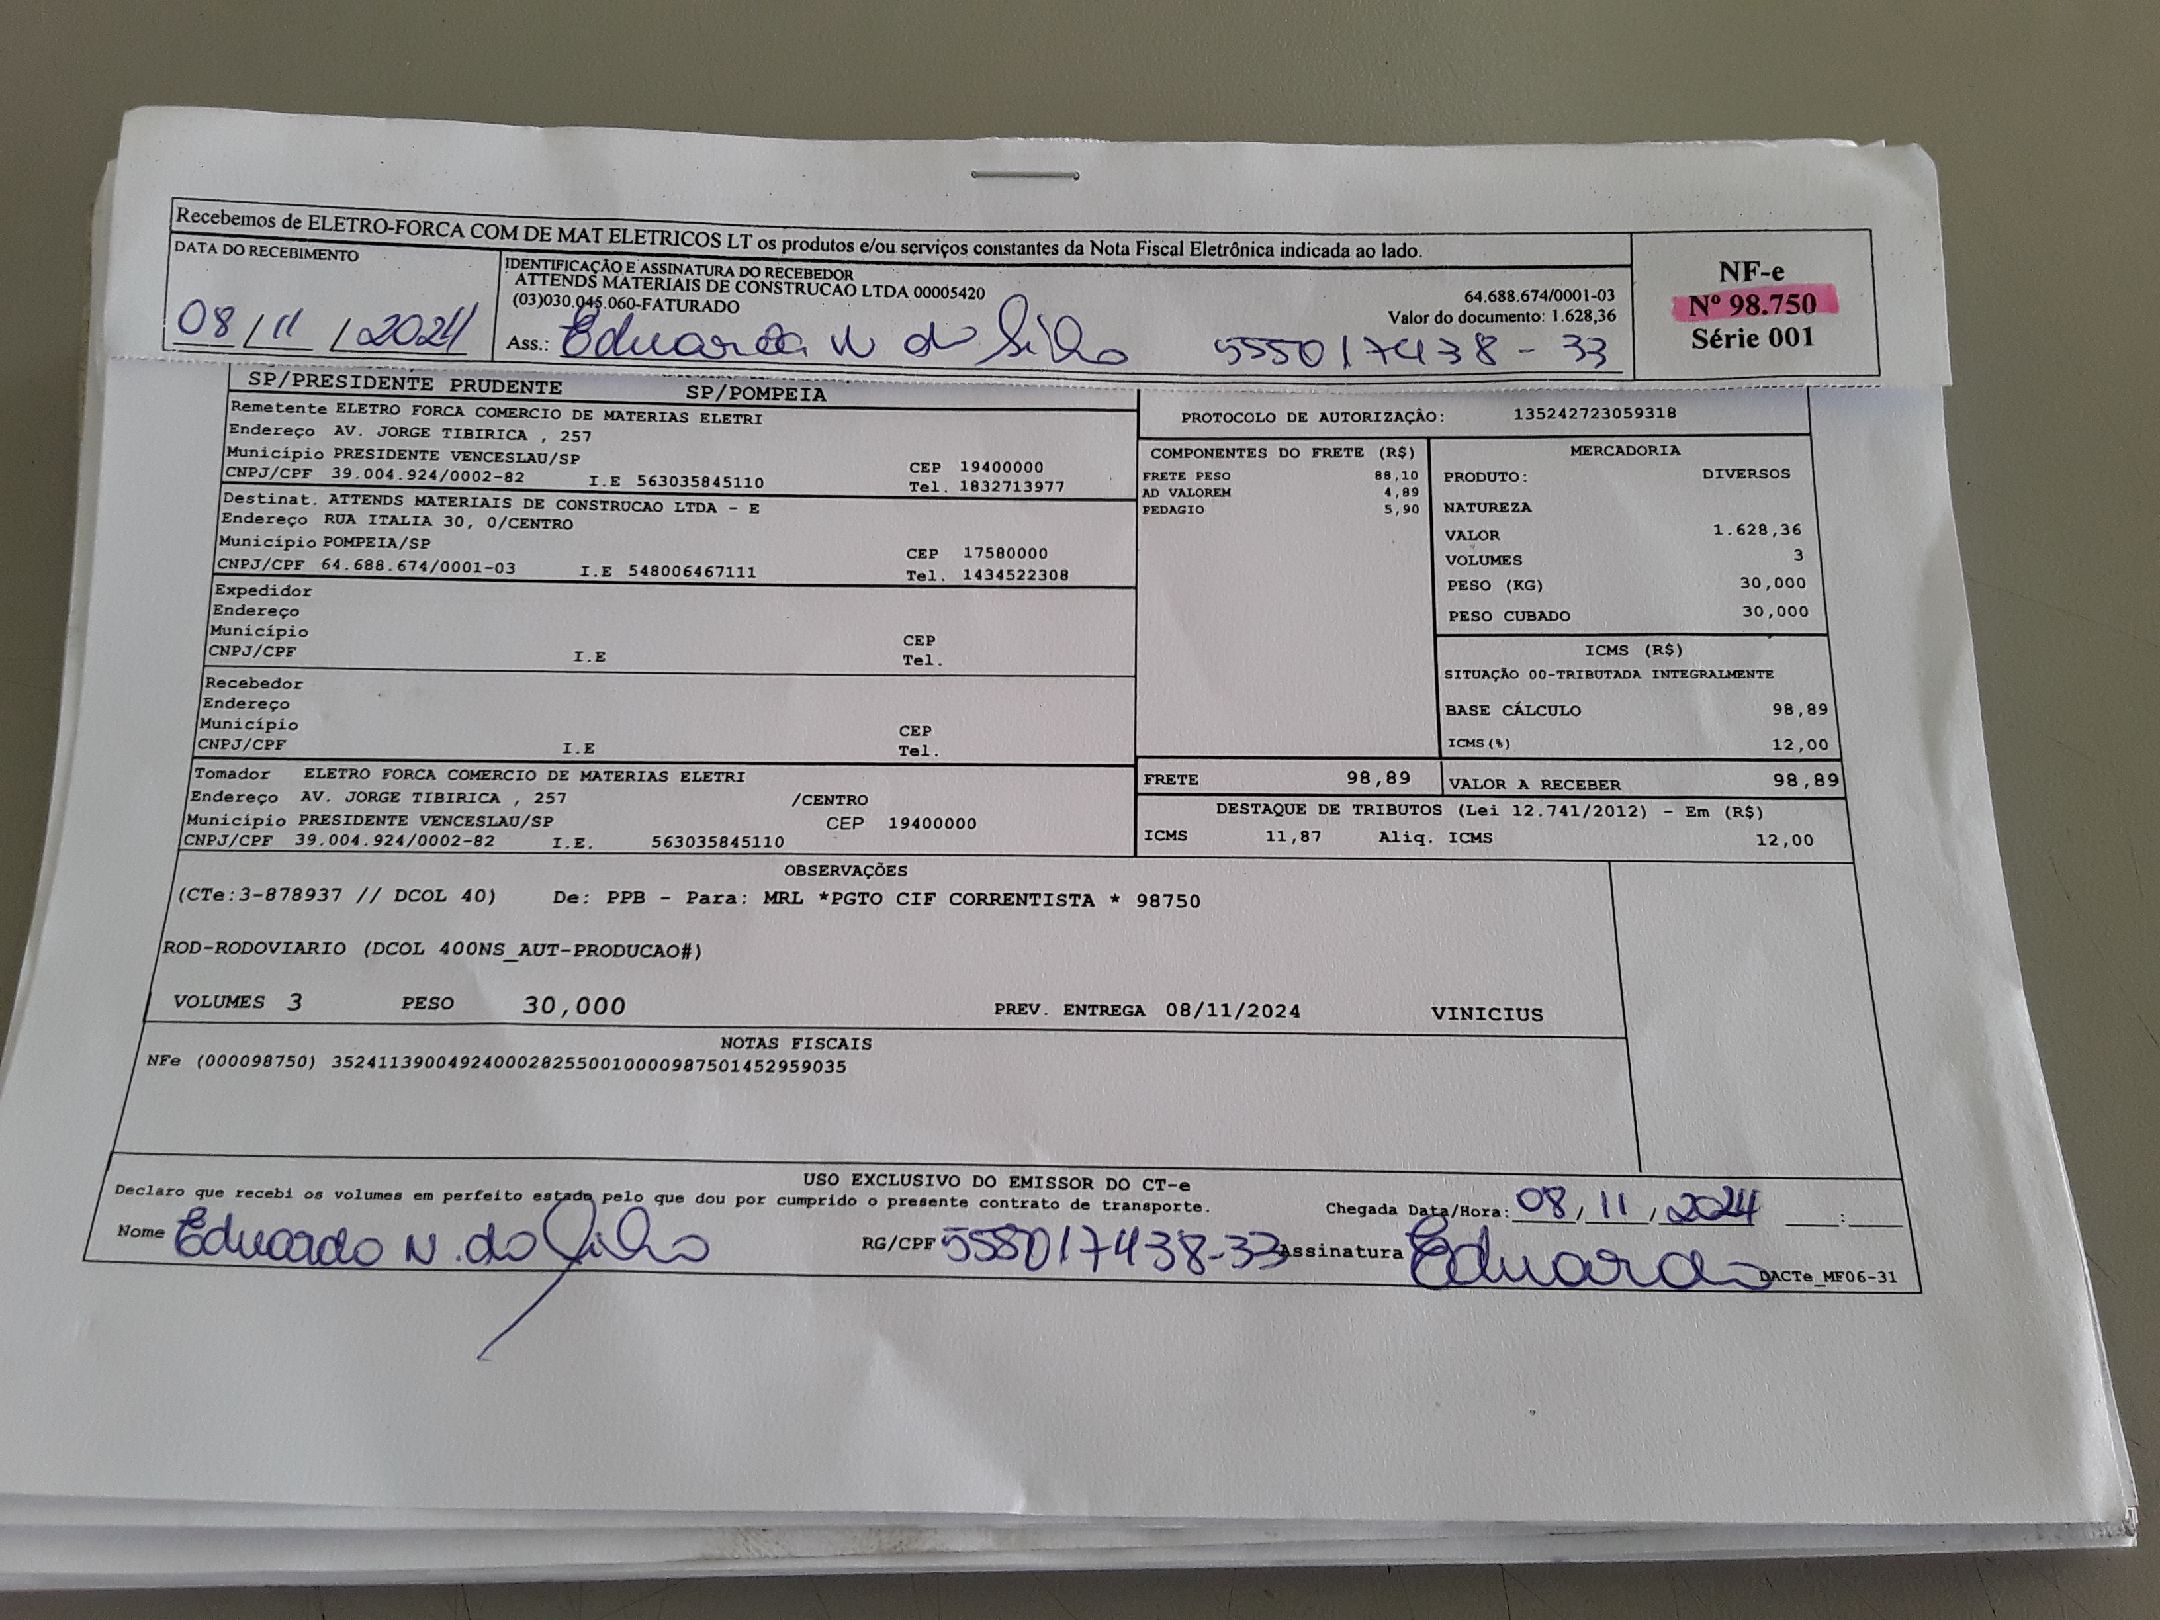 Recebemos de ELETRO-FORCA COM DE MAT ELETRICOS LT os produtos e/ou serviços constantes da Nota Fiscal Eletrônica indicada ao lado.
DATA DO RECEBIMENTO
08/11/2024
IDENTIFICAÇÃO E ASSINATURA DO RECEBEDOR
ATTENDS MATERIAIS DE CONSTRUCAO LTDA 00005420
(03)030.045.060-FATURADO
64.688.674/0001-03
Valor do documento: 1.628,36
Ass.: Eduarda N da Silva 555017438-33
NF-e
Nº 98.750
Série 001
SP/PRESIDENTE PRUDENTE SP/POMPEIA
Remetente ELETRO FORCA COMERCIO DE MATERIAS ELETRI
Endereço AV. JORGE TIBIRICA , 257
Município PRESIDENTE VENCESLAU/SP CEP 19400000
CNPJ/CPF 39.004.924/0002-82 I.E 563035845110 Tel. 1832713977
Destinat. ATTENDS MATERIAIS DE CONSTRUCAO LTDA - E
Endereço RUA ITALIA 30, 0/CENTRO
Município POMPEIA/SP CEP 17580000
CNPJ/CPF 64.688.674/0001-03 I.E 548006467111 Tel. 1434522308
Expedidor
Endereço
Município CEP
CNPJ/CPF I.E Tel.
Recebedor
Endereço
Município CEP
CNPJ/CPF I.E Tel.
Tomador ELETRO FORCA COMERCIO DE MATERIAS ELETRI
Endereço AV. JORGE TIBIRICA , 257 /CENTRO
Município PRESIDENTE VENCESLAU/SP CEP 19400000
CNPJ/CPF 39.004.924/0002-82 I.E. 563035845110
PROTOCOLO DE AUTORIZAÇÂO: 135242723059318
COMPONENTES DO FRETE (R$)
FRETE PESO 88,10
AD VALOREM 4,89
PEDAGIO 5,90
MERCADORIA
PRODUTO: DIVERSOS
NATUREZA
VALOR 1.628,36
VOLUMES 3
PESO (KG) 30,000
PESO CUBADO 30,000
ICMS (R$)
SITUAÇÃO 00-TRIBUTADA INTEGRALMENTE
BASE CÁLCULO 98,89
ICMS(%) 12,00
FRETE 98,89 VALOR A RECEBER 98,89
DESTAQUE DE TRIBUTOS (Lei 12.741/2012) - Em (R$)
ICMS 11,87 Aliq. ICMS 12,00
OBSERVAÇÕES
(CTe:3-878937 // DCOL 40) De: PPB - Para: MRL *PGTO CIF CORRENTISTA * 98750
ROD-RODOVIARIO (DCOL 400NS_AUT-PRODUCAO#)
VOLUMES 3 PESO 30,000 PREV. ENTREGA 08/11/2024 VINICIUS
NOTAS FISCAIS
NFe (000098750) 35241139004924000282550010000987501452959035
USO EXCLUSIVO DO EMISSOR DO CT-e
Declaro que recebi os volumes em perfeito estado pelo que dou por cumprido o presente contrato de transporte.
Chegada Data/Hora: 08/11/2024 __:__
Nome Eduarda N. da Silva RG/CPF 555017438-33 Assinatura Eduarda
DACTe_MF06-31